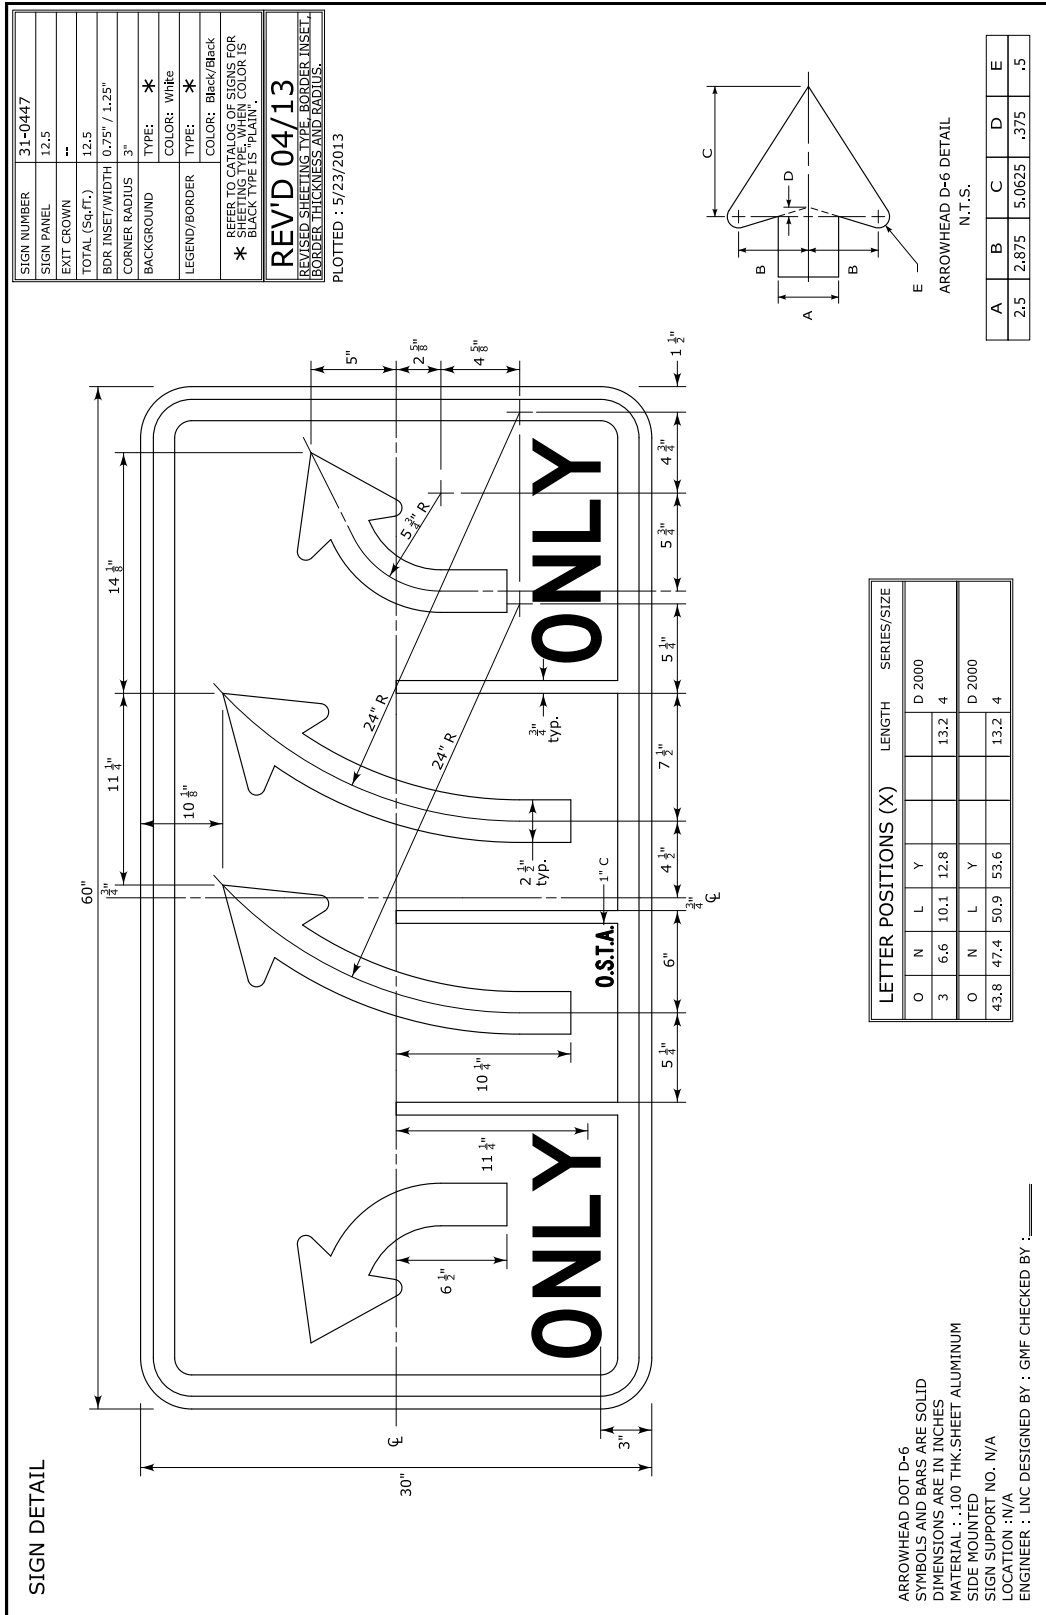 SIGN DETAIL
SIGN NUMBER 31-0447
SIGN PANEL 12.5
EXIT CROWN --
TOTAL (Sq.fT.) 12.5
BDR INSET/WIDTH 0.75" / 1.25"
CORNER RADIUS 3"
BACKGROUND TYPE: *
COLOR: White
LEGEND/BORDER TYPE: *
COLOR: Black/Black
* REFER TO CATALOG OF SIGNS FOR
SHEETING TYPE. WHEN COLOR IS
BLACK TYPE IS "PLAIN".
REV'D 04/13
REVISED SHEETING TYPE, BORDER INSET,
BORDER THICKNESS AND RADIUS.
PLOTTED : 5/23/2013
60"
3/4"
11 1/4"
14 1/8"
10 1/8"
5"
2 5/8"
4 5/8"
1 1/2"
30"
3"
℄
6 1/2"
11 1/4"
10 1/4"
24" R
24" R
5 3/4" R
2 1/2"
typ.
3/4"
typ.
ONLY
O.S.T.A.
1" C
ONLY
5 1/4"
6"
3/4"
℄
4 1/2"
7 1/2"
5 1/4"
5 3/4"
4 3/4"
C
D
B
B
A
E
ARROWHEAD D-6 DETAIL
N.T.S.
A B C D E
2.5 2.875 5.0625 .375 .5
LETTER POSITIONS (X) LENGTH SERIES/SIZE
O N L Y D 2000
3 6.6 10.1 12.8 13.2 4
O N L Y D 2000
43.8 47.4 50.9 53.6 13.2 4
ARROWHEAD DOT D-6
SYMBOLS AND BARS ARE SOLID
DIMENSIONS ARE IN INCHES
MATERIAL : .100 THK.SHEET ALUMINUM
SIDE MOUNTED
SIGN SUPPORT NO. N/A
LOCATION :N/A
ENGINEER : LNC DESIGNED BY : GMF CHECKED BY :